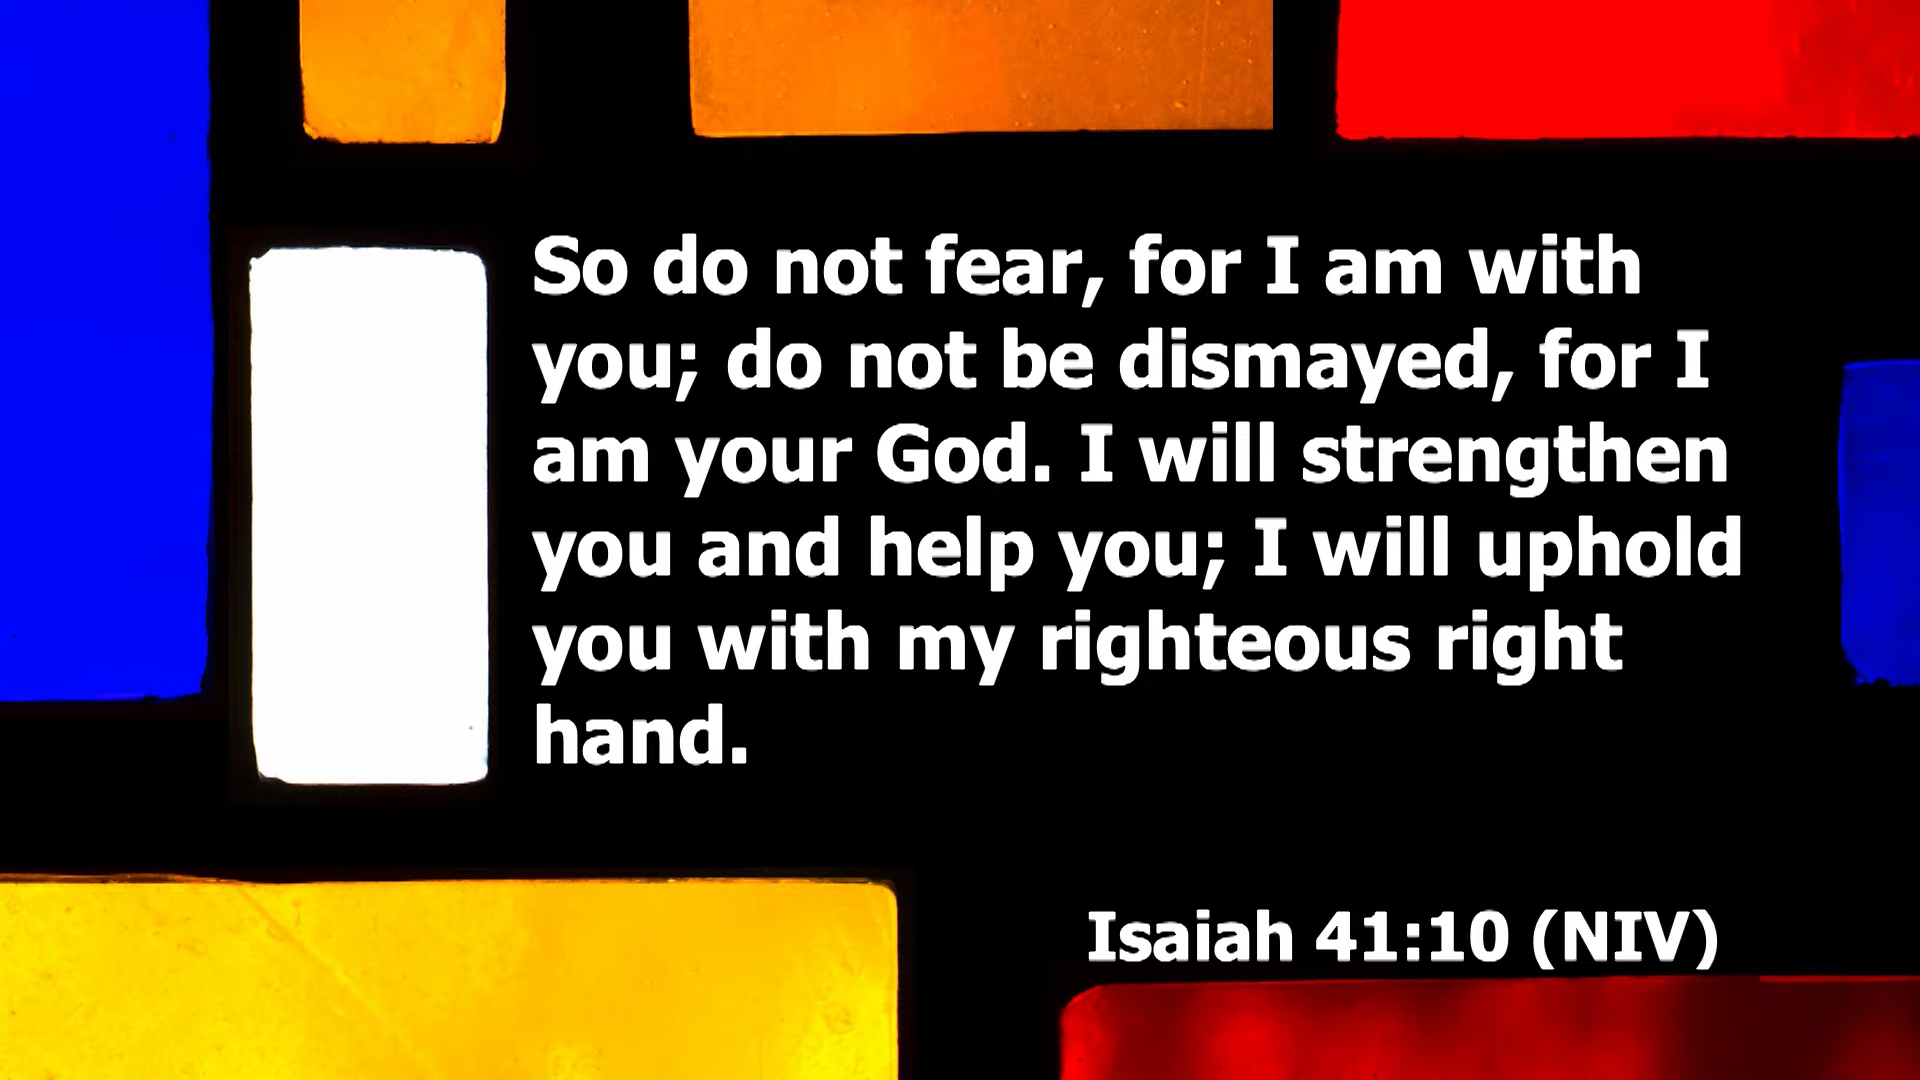 So do not fear, for I am with
you; do not be dismayed, for I
am your God. I will strengthen
you and help you; I will uphold
you with my righteous right
hand.
Isaiah 41:10 (NIV)